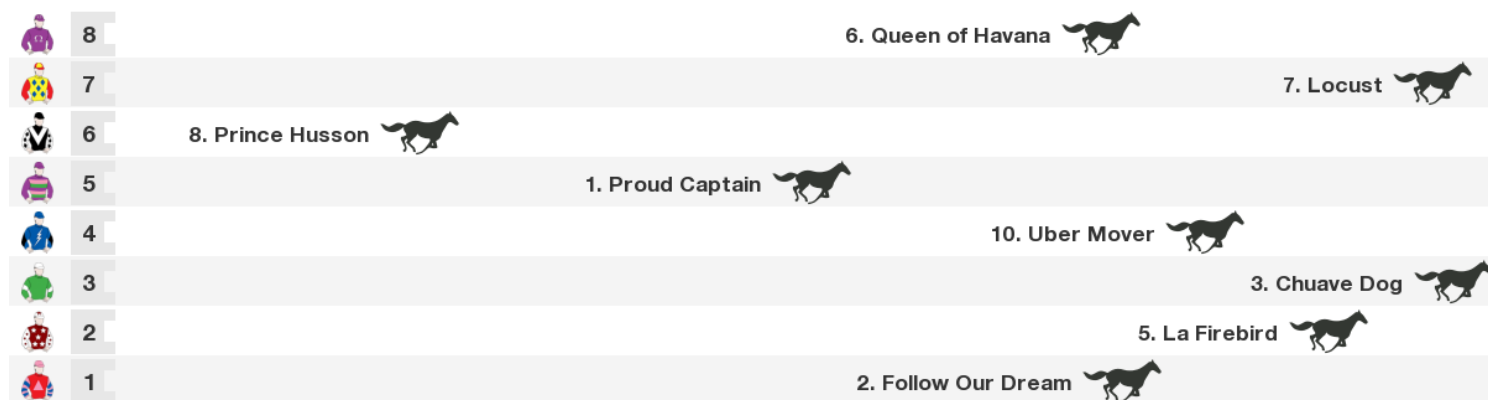 8 6. Queen of Havana
7 7. Locust
6 8. Prince Husson
5 1. Proud Captain
4 10. Uber Mover
3 3. Chuave Dog
2 5. La Firebird
1 2. Follow Our Dream